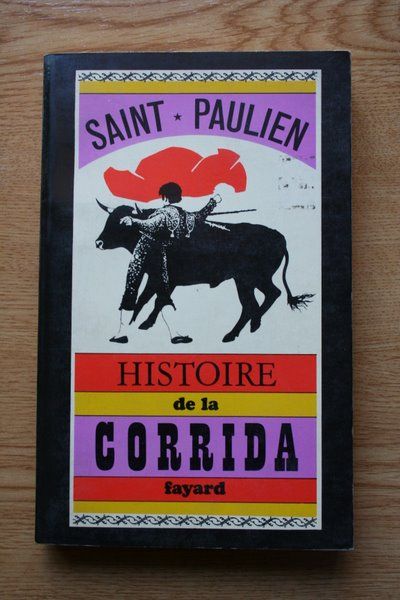 SAINT ★ PAULIEN
HISTOIRE
de la
CORRIDA
fayard